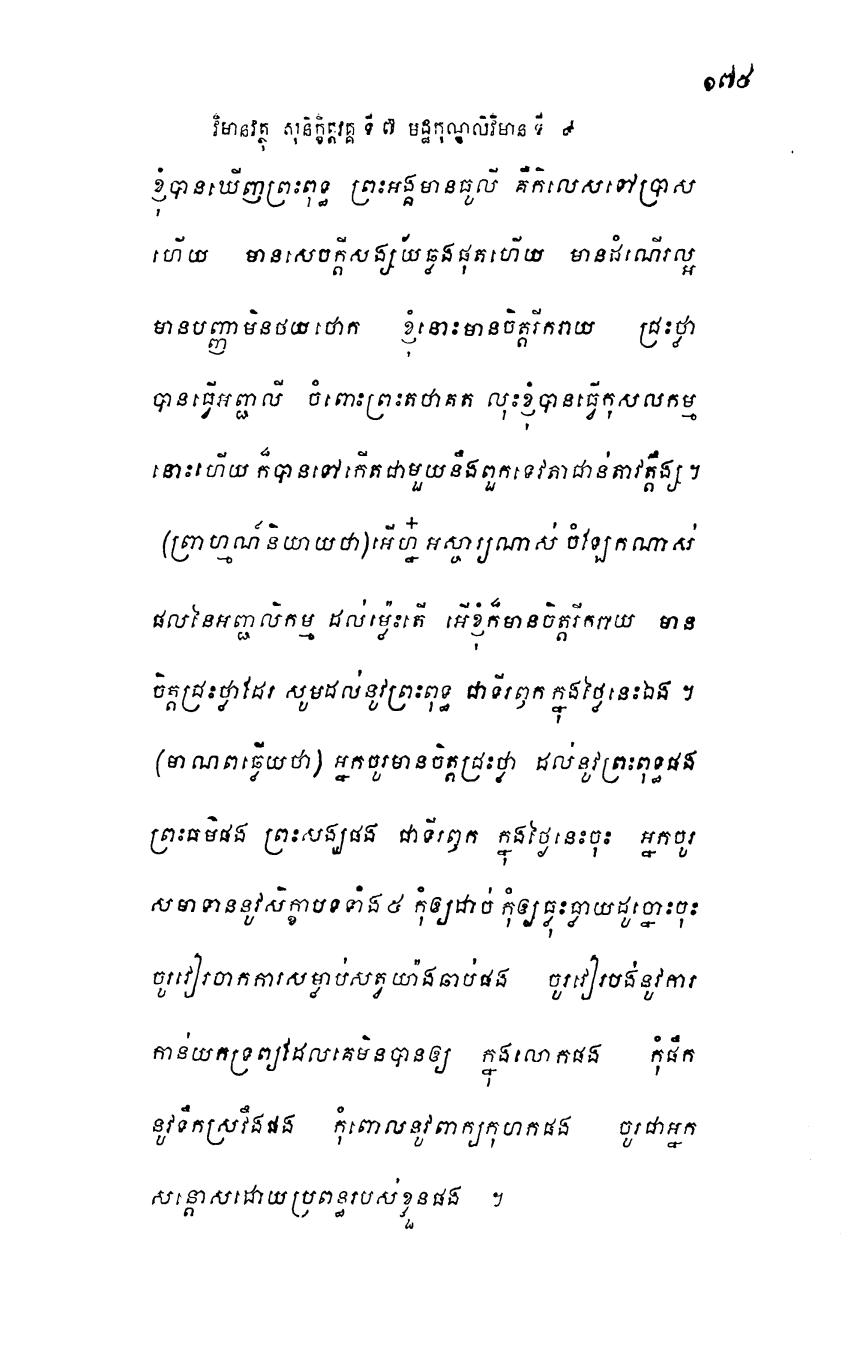 ១៧៩
វិមានវត្ថុ សុនិក្ខិត្តវគ្គ ទី ៧ មដ្ឋកុណ្ឌលិវិមាន ទី ៩
ខ្ញុំបានឃើញព្រះពុទ្ធ ព្រះអង្គមានធូលី គឺកិលេសទៅប្រាស
ហើយ មានសេចក្ដីសង្ស័យឆ្លងផុតហើយ មានដំណើរល្អ
មានបញ្ញាមិនថយថោក ខ្ញុំនោះមានចិត្តរីករាយ ជ្រះថ្លា
បានធ្វើអញ្ជលី ចំពោះព្រះតថាគត លុះខ្ញុំបានធ្វើកុសលកម្ម
នោះហើយ ក៏បានទៅកើតជាមួយនឹងពួកទេវតាជាន់តាវត្តឹង្ស ។
(ព្រាហ្មណ៍និយាយថា) អើហ្ន៎ អស្ចារ្យណាស់ ចំឡែកណាស់
ផលនៃអញ្ជលិកម្ម ដល់ម៉្លេះតើ អើខ្ញុំក៏មានចិត្តរីករាយ មាន
ចិត្តជ្រះថ្លាដែរ សូមដល់នូវព្រះពុទ្ធ ជាទីរឭក ក្នុងថ្ងៃនេះឯង ។
(មាណពឆ្លើយថា) អ្នកចូរមានចិត្តជ្រះថ្លា ដល់នូវព្រះពុទ្ធផង
ព្រះធម៌ផង ព្រះសង្ឃផង ជាទីរឭក ក្នុងថ្ងៃនេះចុះ អ្នកចូរ
សមាទាននូវសិក្ខាបទទាំង៥ កុំឲ្យដាច់ កុំឲ្យធ្លុះធ្លាយដូច្នោះចុះ
ចូរវៀរចាកការសម្លាប់សត្វយ៉ាងឆាប់ផង ចូរវៀរបង់នូវការ
កាន់យកទ្រព្យដែលគេមិនបានឲ្យ ក្នុងលោកផង កុំផឹក
នូវទឹកស្រវឹងផង កុំពោលនូវពាក្យកុហកផង ចូរជាអ្នក
សន្ដោសដោយប្រពន្ធរបស់ខ្លួនផង ។